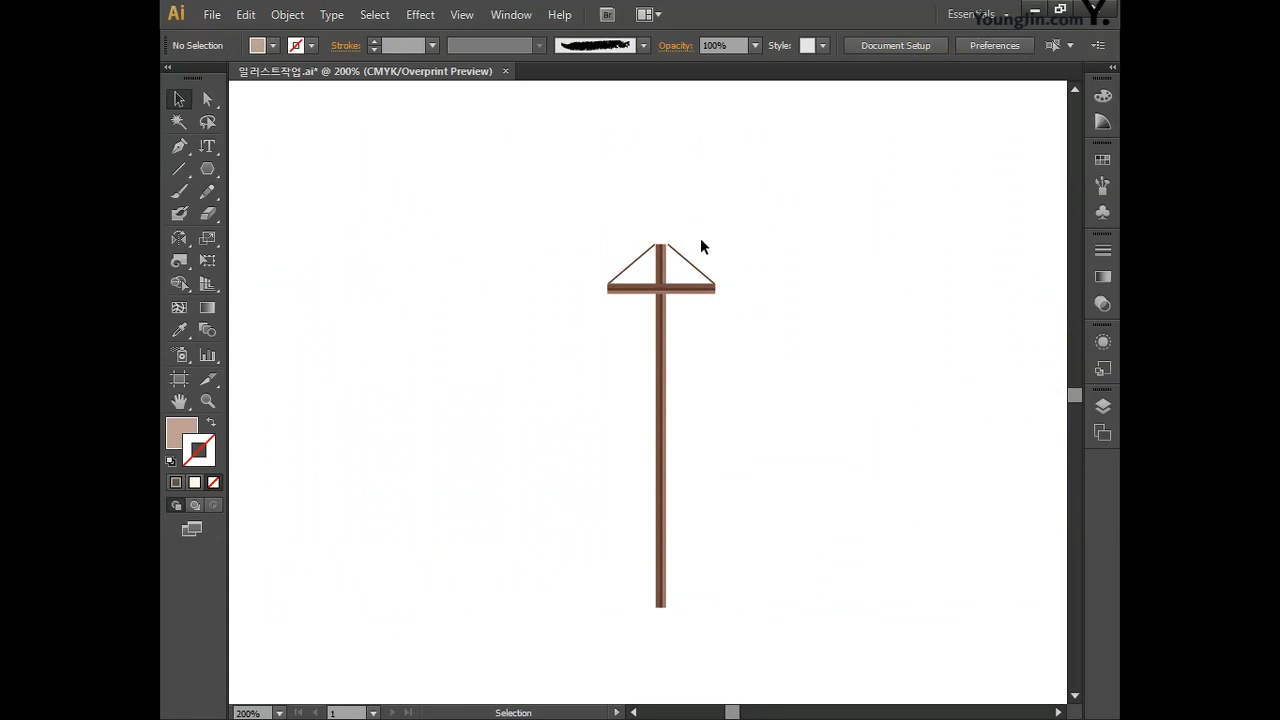 Ai File Edit Object Type Select Effect View Window Help Br Essentials
Youngjin.com Y.
No Selection Stroke: Opacity: 100% Style: Document Setup Preferences
일러스트작업.ai* @ 200% (CMYK/Overprint Preview) ×
T
200% 1 Selection